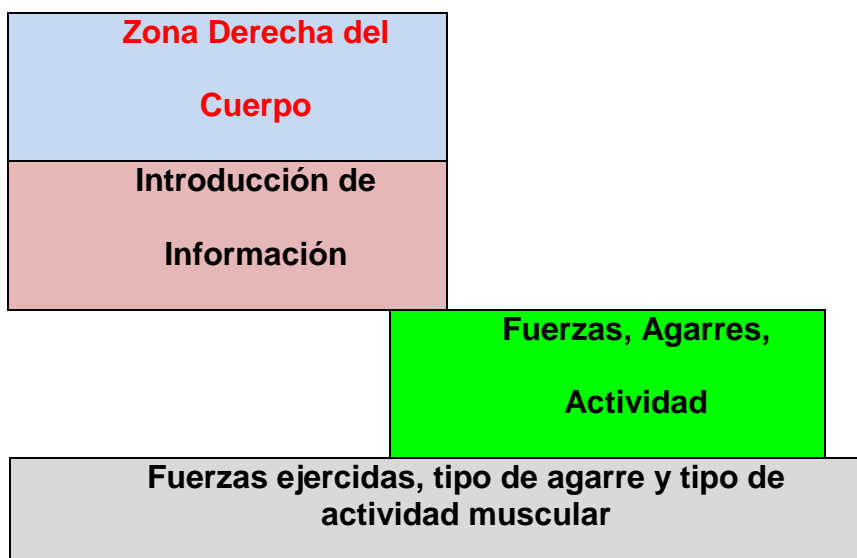 Zona Derecha del
Cuerpo
Introducción de
Información
Fuerzas, Agarres,
Actividad
Fuerzas ejercidas, tipo de agarre y tipo de
actividad muscular